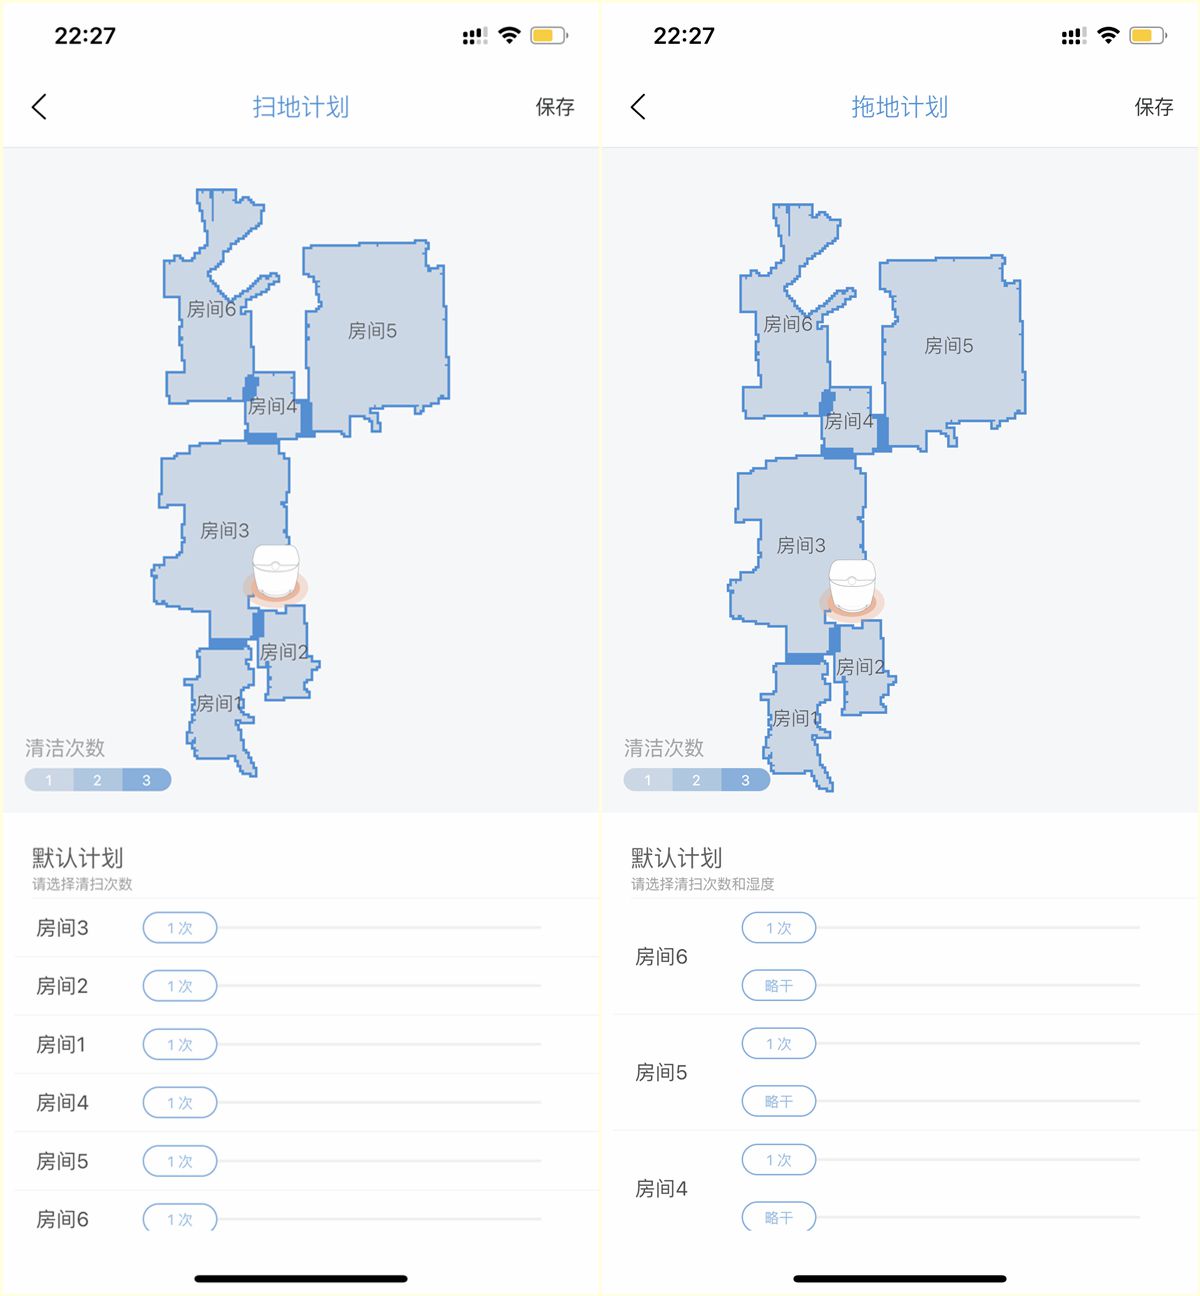 22:27
扫地计划
保存
房间6
房间5
房间4
房间3
房间2
房间1
清洁次数
1 2 3
默认计划
请选择清扫次数
房间3 1 次
房间2 1 次
房间1 1 次
房间4 1 次
房间5 1 次
房间6 1 次
22:27
拖地计划
保存
房间6
房间5
房间4
房间3
房间2
房间1
清洁次数
1 2 3
默认计划
请选择清扫次数和湿度
房间6
1 次
略干
房间5
1 次
略干
房间4
1 次
略干